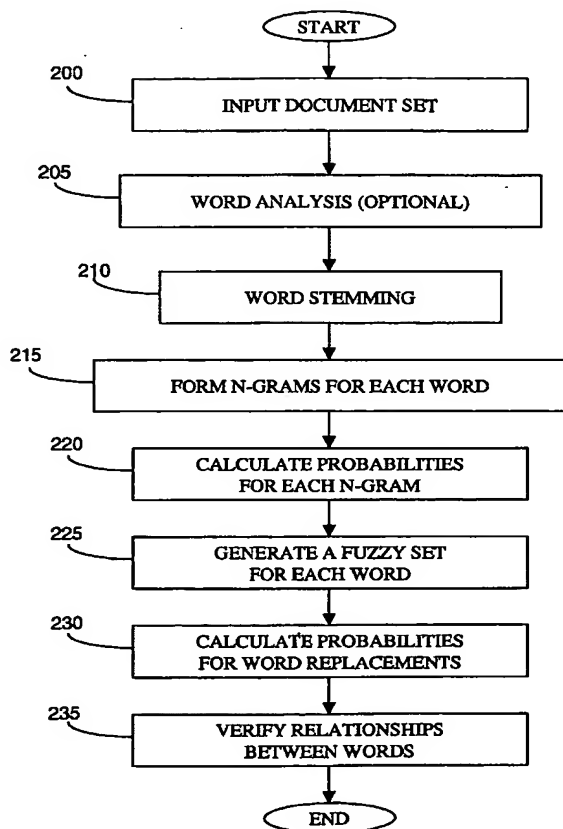 START
200
INPUT DOCUMENT SET
205
WORD ANALYSIS (OPTIONAL)
210
WORD STEMMING
215
FORM N-GRAMS FOR EACH WORD
220
CALCULATE PROBABILITIES
FOR EACH N-GRAM
225
GENERATE A FUZZY SET
FOR EACH WORD
230
CALCULATE PROBABILITIES
FOR WORD REPLACEMENTS
235
VERIFY RELATIONSHIPS
BETWEEN WORDS
END